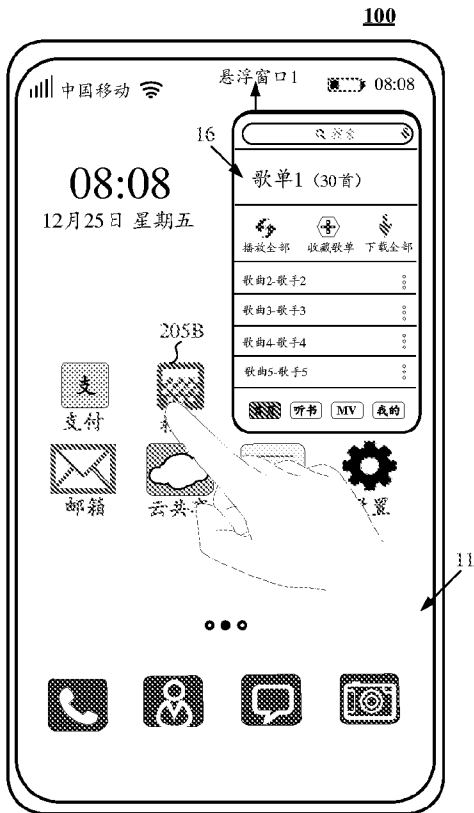 100
中国移动
悬浮窗口1
08:08
16
08:08
12月25日 星期五
歌单1（30首）
播放全部 收藏歌单 下载全部
歌曲2-歌手2
歌曲3-歌手3
歌曲4-歌手4
歌曲5-歌手5
听书 MV 我的
205B
支
支付
邮箱
云共享
置
11